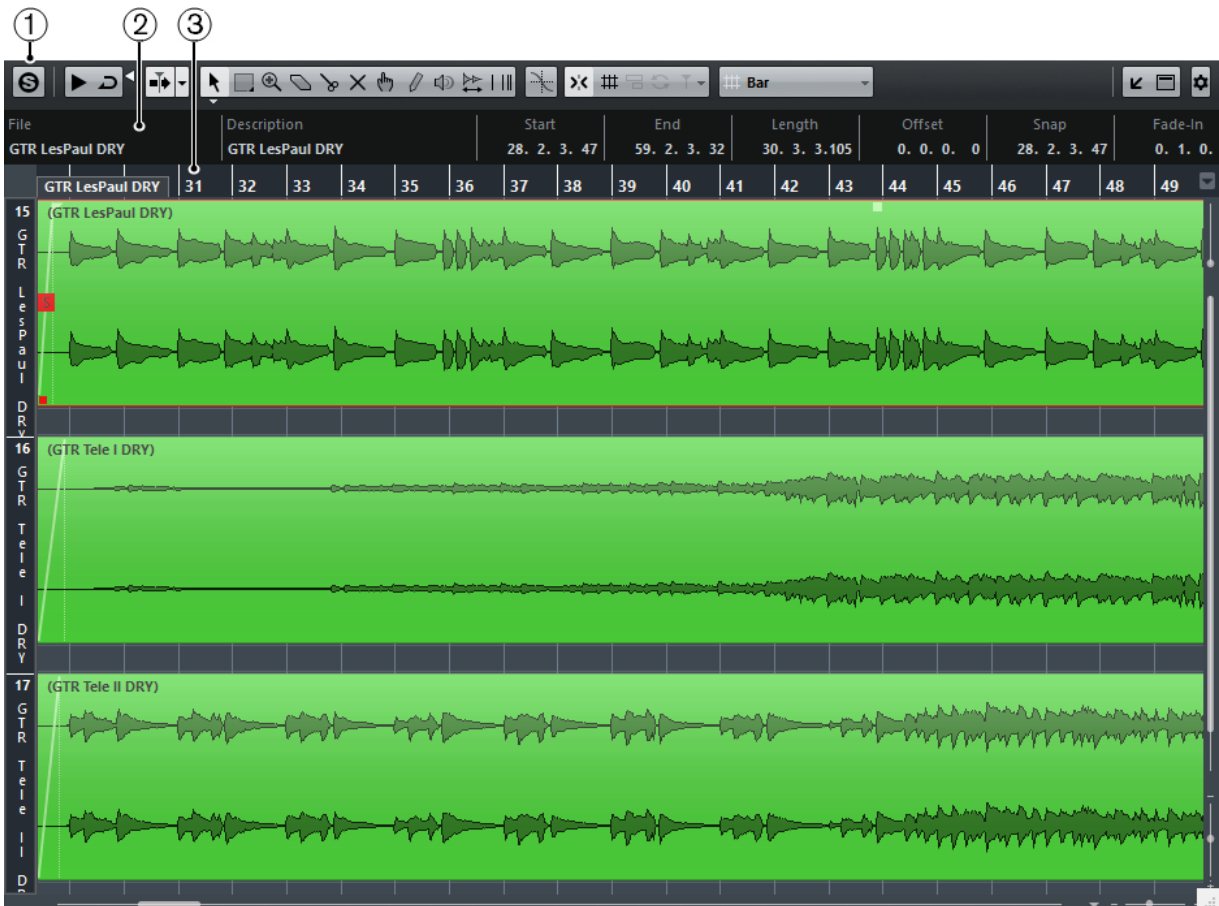 1 2 3
Bar
File Description Start End Length Offset Snap Fade-In
GTR LesPaul DRY GTR LesPaul DRY 28. 2. 3. 47 59. 2. 3. 32 30. 3. 3.105 0. 0. 0. 0 28. 2. 3. 47 0. 1. 0.
GTR LesPaul DRY 31 32 33 34 35 36 37 38 39 40 41 42 43 44 45 46 47 48 49
15 (GTR LesPaul DRY)
GTR LesPaul DRY
S
16 (GTR Tele I DRY)
GTR Tele I DRY
17 (GTR Tele II DRY)
GTR Tele II D